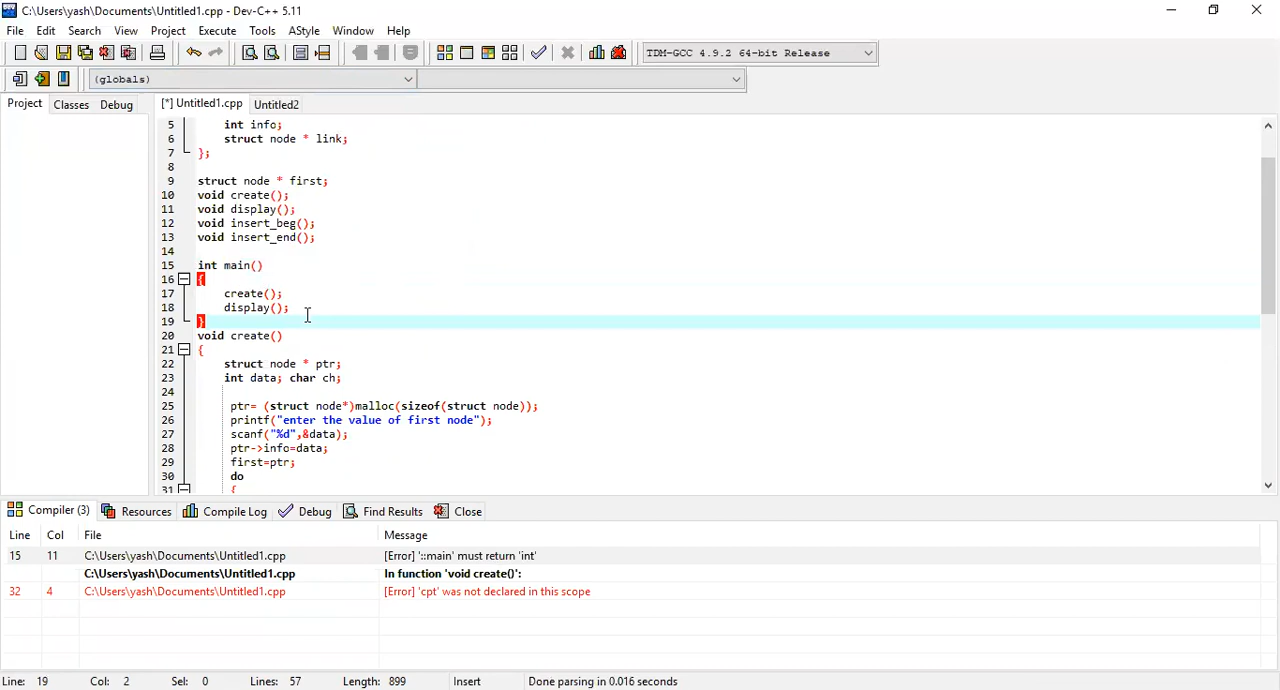 C:\Users\yash\Documents\Untitled1.cpp - Dev-C++ 5.11
File Edit Search View Project Execute Tools AStyle Window Help
TDM-GCC 4.9.2 64-bit Release
(globals)
Project Classes Debug [*] Untitled1.cpp Untitled2
5 int info;
6 struct node * link;
7 };
8
9 struct node * first;
10 void create();
11 void display();
12 void insert_beg();
13 void insert_end();
14
15 int main()
16 {
17 create();
18 display();
19 }
20 void create()
21 {
22 struct node * ptr;
23 int data; char ch;
24
25 ptr= (struct node*)malloc(sizeof(struct node));
26 printf("enter the value of first node");
27 scanf("%d",&data);
28 ptr->info=data;
29 first=ptr;
30 do
31 {
Compiler (3) Resources Compile Log Debug Find Results Close
Line Col File Message
15 11 C:\Users\yash\Documents\Untitled1.cpp [Error] '::main' must return 'int'
C:\Users\yash\Documents\Untitled1.cpp In function 'void create()':
32 4 C:\Users\yash\Documents\Untitled1.cpp [Error] 'cpt' was not declared in this scope
Line: 19 Col: 2 Sel: 0 Lines: 57 Length: 899 Insert Done parsing in 0.016 seconds